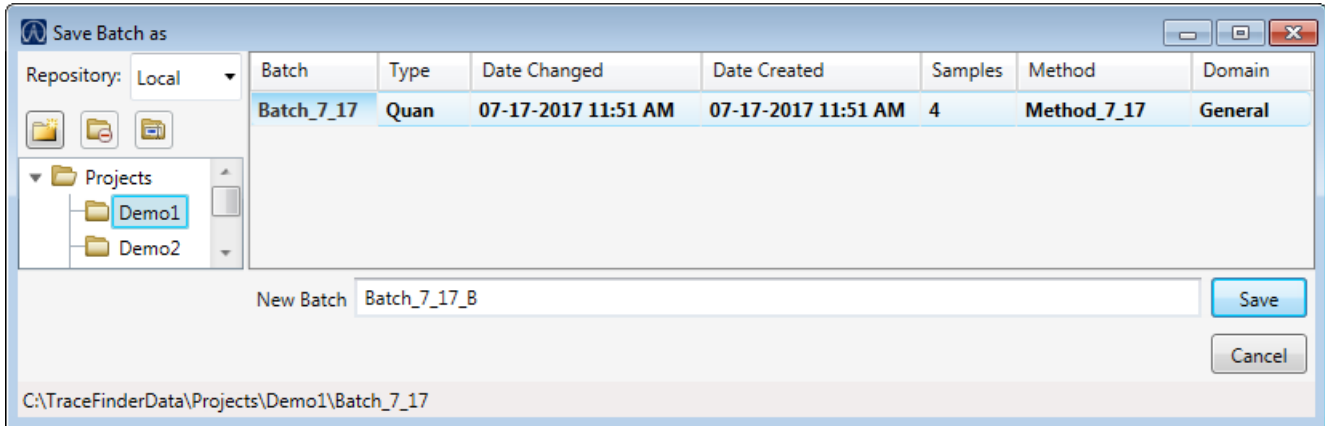 Save Batch as
Repository: Local
Batch Type Date Changed Date Created Samples Method Domain
Batch_7_17 Quan 07-17-2017 11:51 AM 07-17-2017 11:51 AM 4 Method_7_17 General
Projects
Demo1
Demo2
New Batch Batch_7_17_B Save
Cancel
C:\TraceFinderData\Projects\Demo1\Batch_7_17